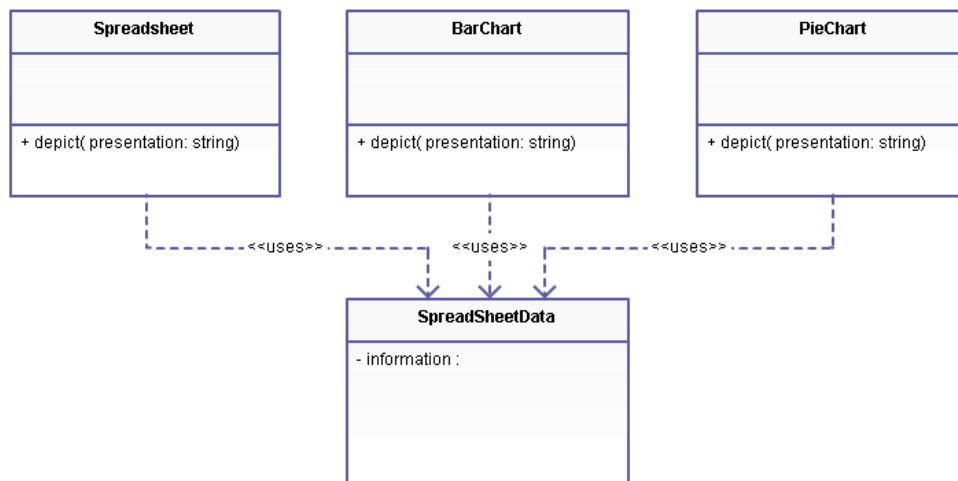 Spreadsheet
BarChart
PieChart
+ depict( presentation: string)
+ depict( presentation: string)
+ depict( presentation: string)
<<uses>>
<<uses>>
<<uses>>
SpreadSheetData
- information :